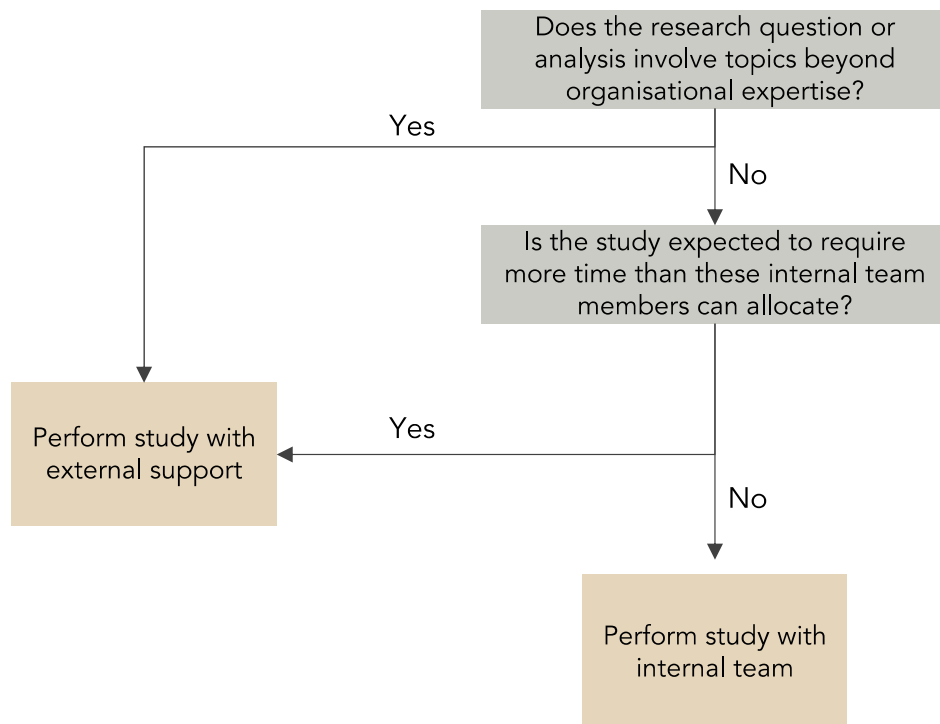 Does the research question or
analysis involve topics beyond
organisational expertise?
Yes
No
Is the study expected to require
more time than these internal team
members can allocate?
Yes
Perform study with
external support
No
Perform study with
internal team